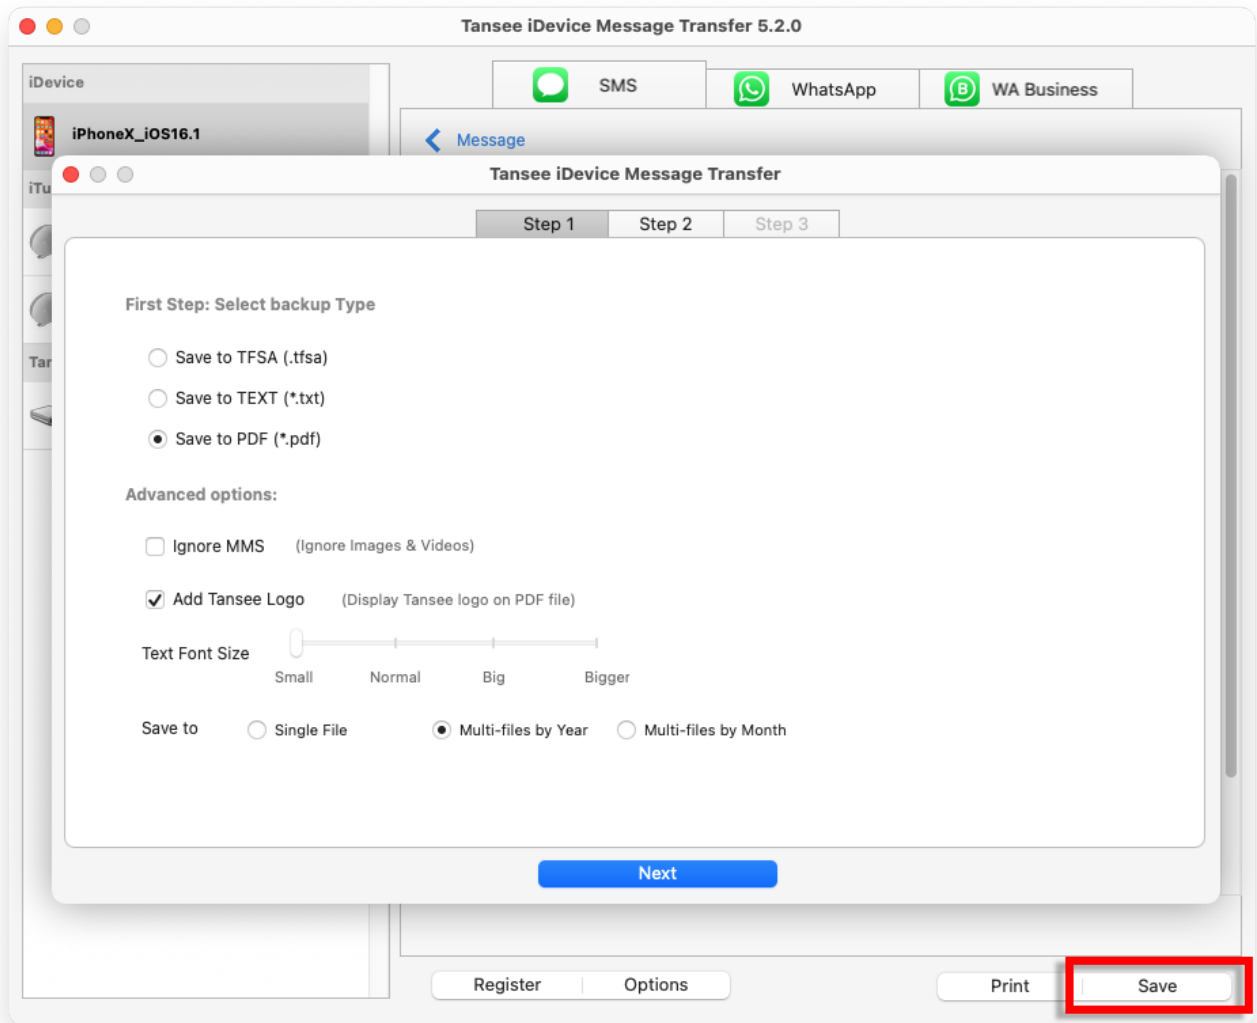 Tansee iDevice Message Transfer 5.2.0
iDevice
SMS
WhatsApp
WA Business
iPhoneX_iOS16.1
Message
iTu
Tansee iDevice Message Transfer
Step 1
Step 2
Step 3
First Step: Select backup Type
Save to TFSA (.tfsa)
Tar
Save to TEXT (*.txt)
Save to PDF (*.pdf)
Advanced options:
Ignore MMS (Ignore Images & Videos)
Add Tansee Logo (Display Tansee logo on PDF file)
Text Font Size
Small Normal Big Bigger
Save to Single File Multi-files by Year Multi-files by Month
Next
Register Options Print Save